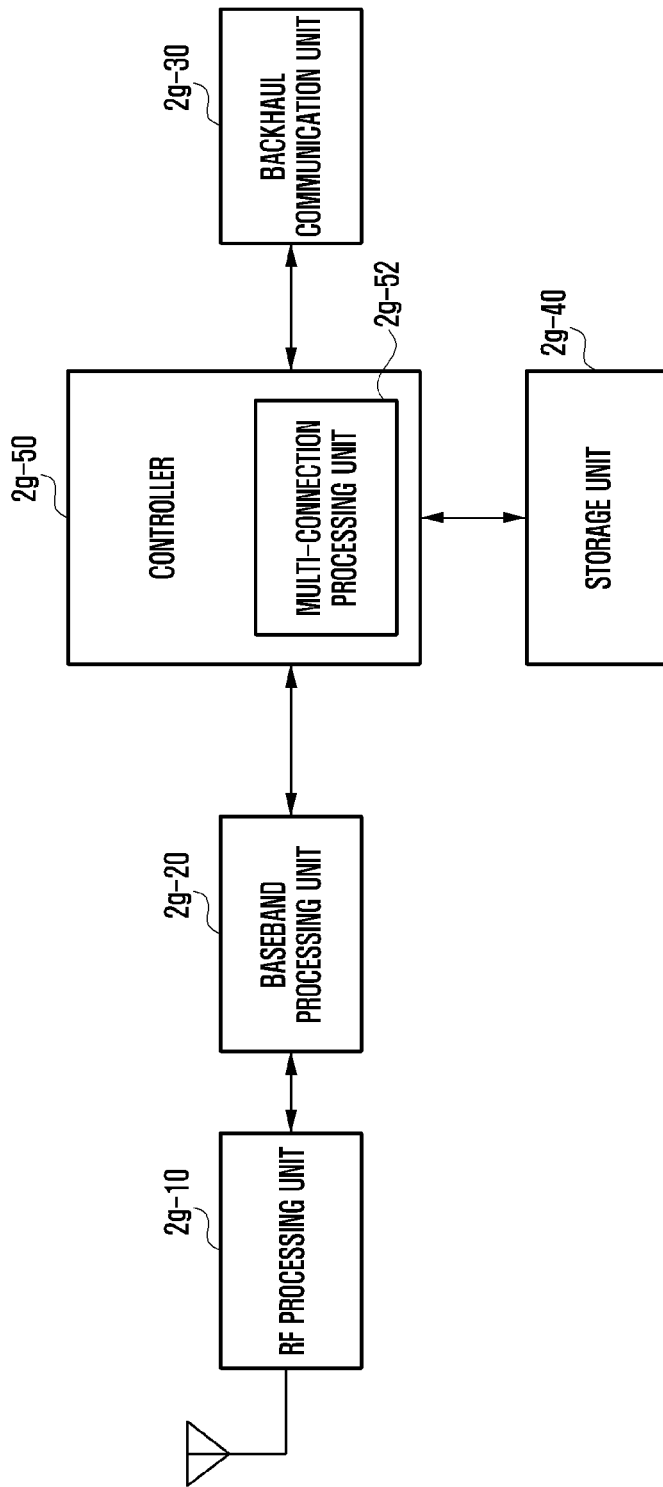 2g-10
RF PROCESSING UNIT
2g-20
BASEBAND
PROCESSING UNIT
2g-50
CONTROLLER
MULTI-CONNECTION
PROCESSING UNIT
2g-52
2g-30
BACKHAUL
COMMUNICATION UNIT
2g-40
STORAGE UNIT